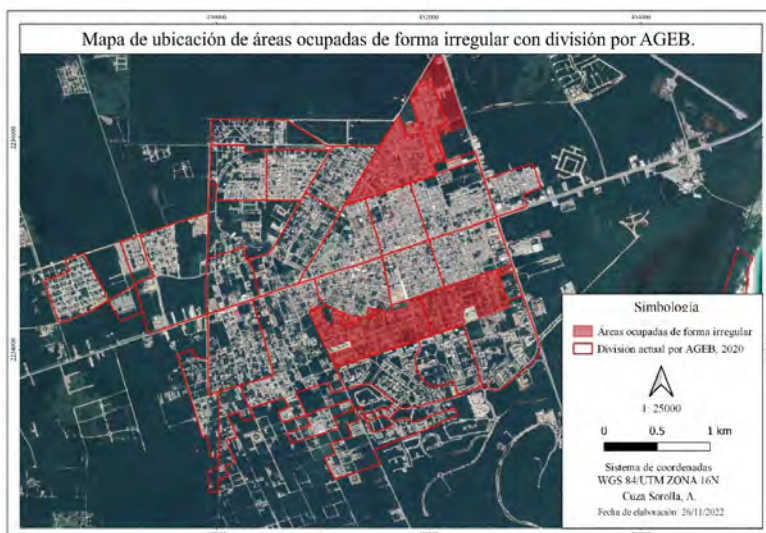 Mapa de ubicación de áreas ocupadas de forma irregular con división por AGEB.
Simbología
Áreas ocupadas de forma irregular
División actual por AGEB, 2020
1: 25000
0 0.5 1 km
Sistema de coordenadas
WGS 84/UTM ZONA 16N
Cuza Sorolla, A.
Fecha de elaboración: 26/11/2022